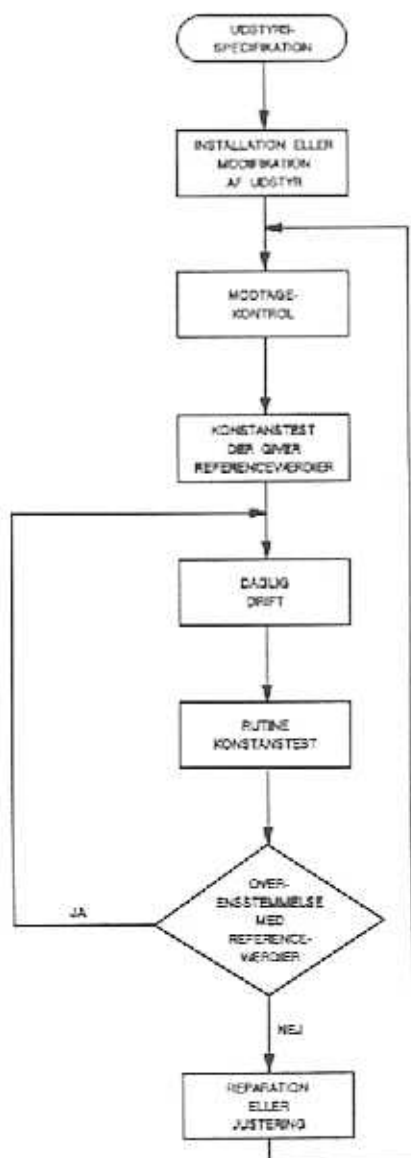 UDSTYRS-
SPECIFIKATION
INSTALLATION ELLER
MODIFIKATION
AF UDSTYR
MODTAGE-
KONTROL
KONSTANSTEST
DER GIVER
REFERENCEVÆRDIER
DAGLIG
DRIFT
RUTINE
KONSTANSTEST
OVER-
ENSSTEMMELSE
MED
REFERENCE-
VÆRDIER
JA
NEJ
REPARATION
ELLER
JUSTERING